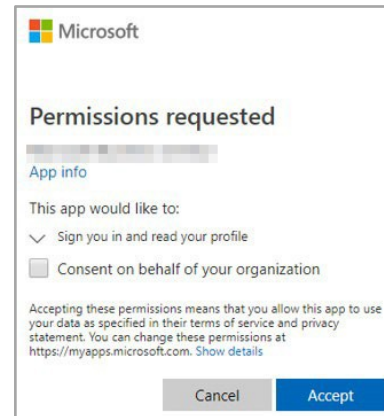 Microsoft
Permissions requested
App info
This app would like to:
Sign you in and read your profile
Consent on behalf of your organization
Accepting these permissions means that you allow this app to use
your data as specified in their terms of service and privacy
statement. You can change these permissions at
https://myapps.microsoft.com. Show details
Cancel Accept